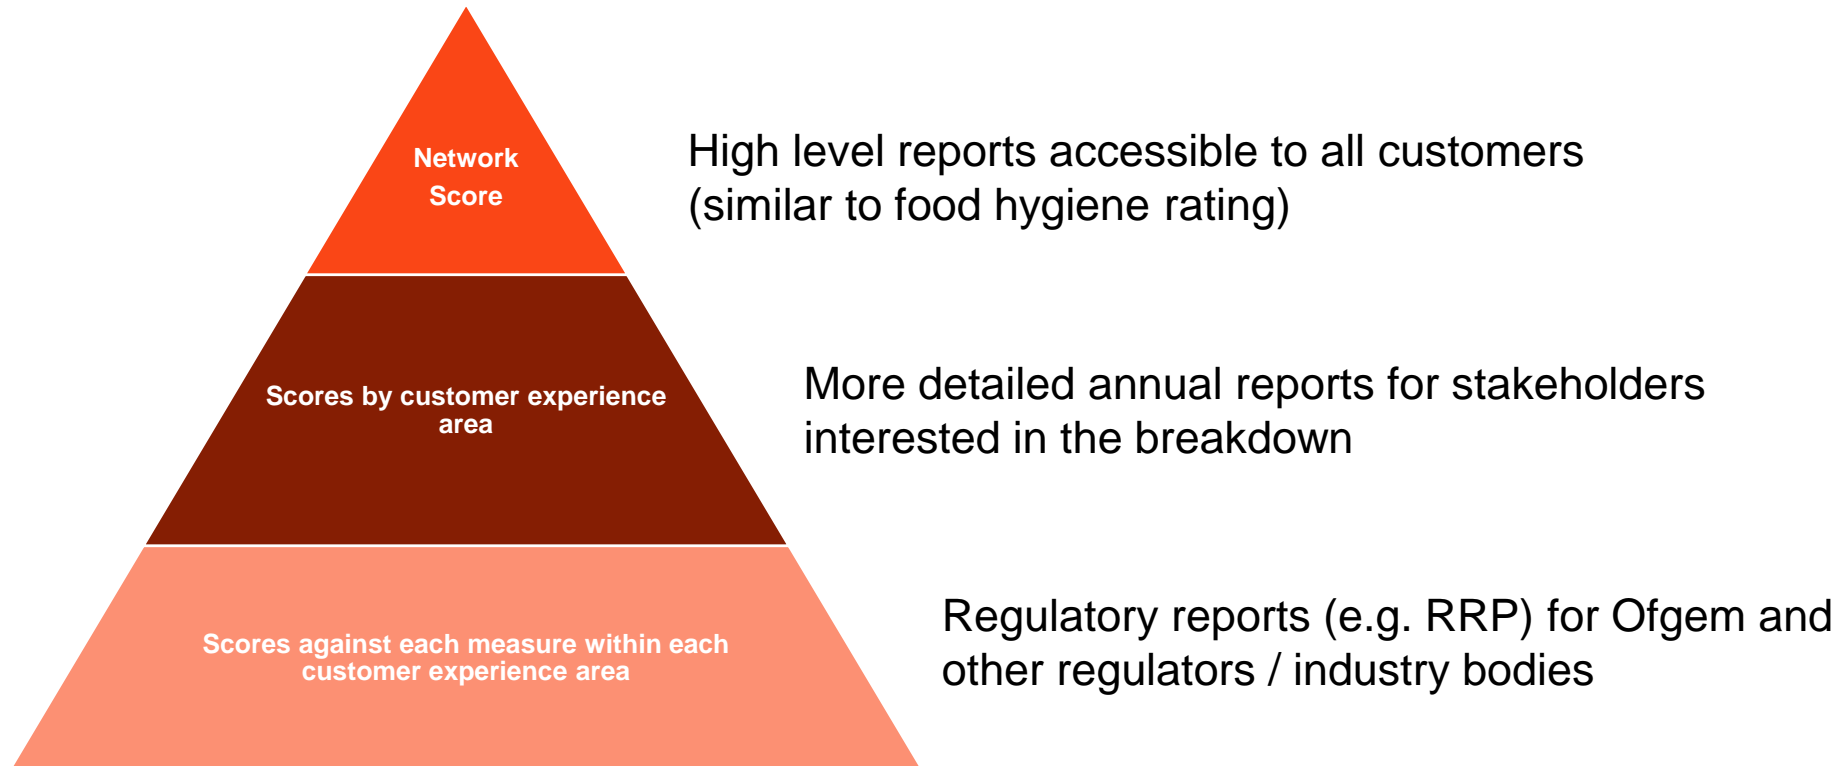 Network
Score
High level reports accessible to all customers
(similar to food hygiene rating)
Scores by customer experience
area
More detailed annual reports for stakeholders
interested in the breakdown
Scores against each measure within each
customer experience area
Regulatory reports (e.g. RRP) for Ofgem and
other regulators / industry bodies